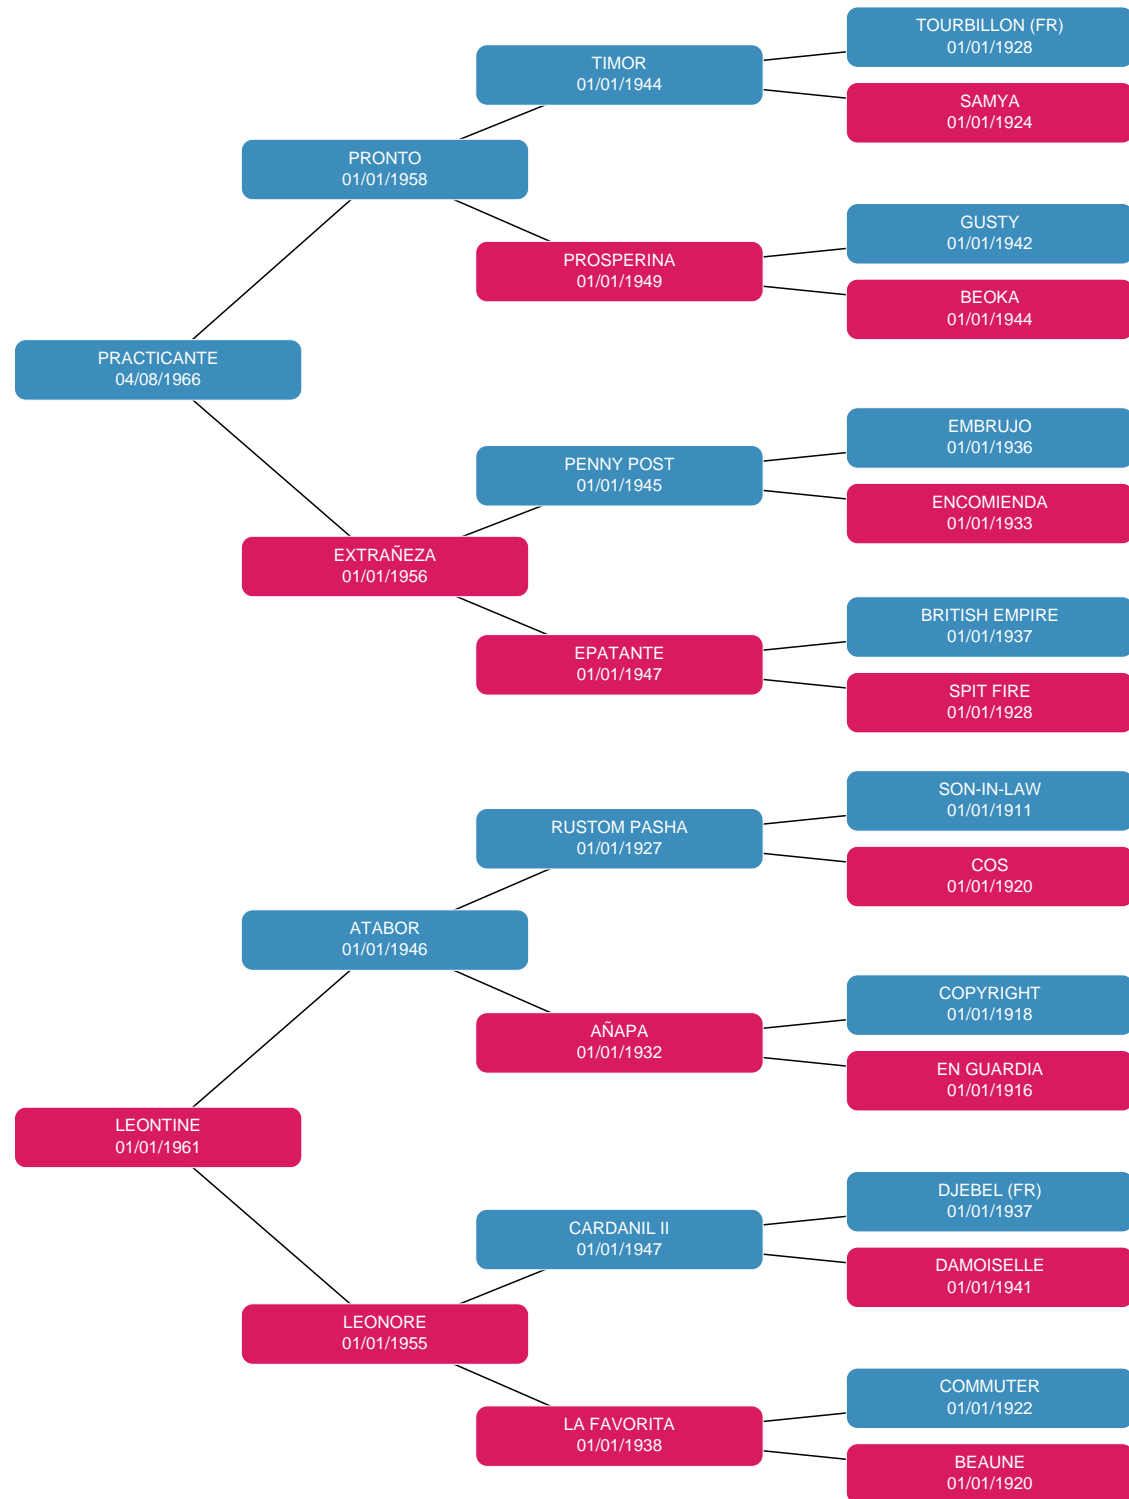 TOURBILLON (FR)
01/01/1928
TIMOR
01/01/1944
SAMYA
01/01/1924
PRONTO
01/01/1958
GUSTY
01/01/1942
PROSPERINA
01/01/1949
BEOKA
01/01/1944
PRACTICANTE
04/08/1966
EMBRUJO
01/01/1936
PENNY POST
01/01/1945
ENCOMIENDA
01/01/1933
EXTRAÑEZA
01/01/1956
BRITISH EMPIRE
01/01/1937
EPATANTE
01/01/1947
SPIT FIRE
01/01/1928
SON-IN-LAW
01/01/1911
RUSTOM PASHA
01/01/1927
COS
01/01/1920
ATABOR
01/01/1946
COPYRIGHT
01/01/1918
AÑAPA
01/01/1932
EN GUARDIA
01/01/1916
LEONTINE
01/01/1961
DJEBEL (FR)
01/01/1937
CARDANIL II
01/01/1947
DAMOISELLE
01/01/1941
LEONORE
01/01/1955
COMMUTER
01/01/1922
LA FAVORITA
01/01/1938
BEAUNE
01/01/1920